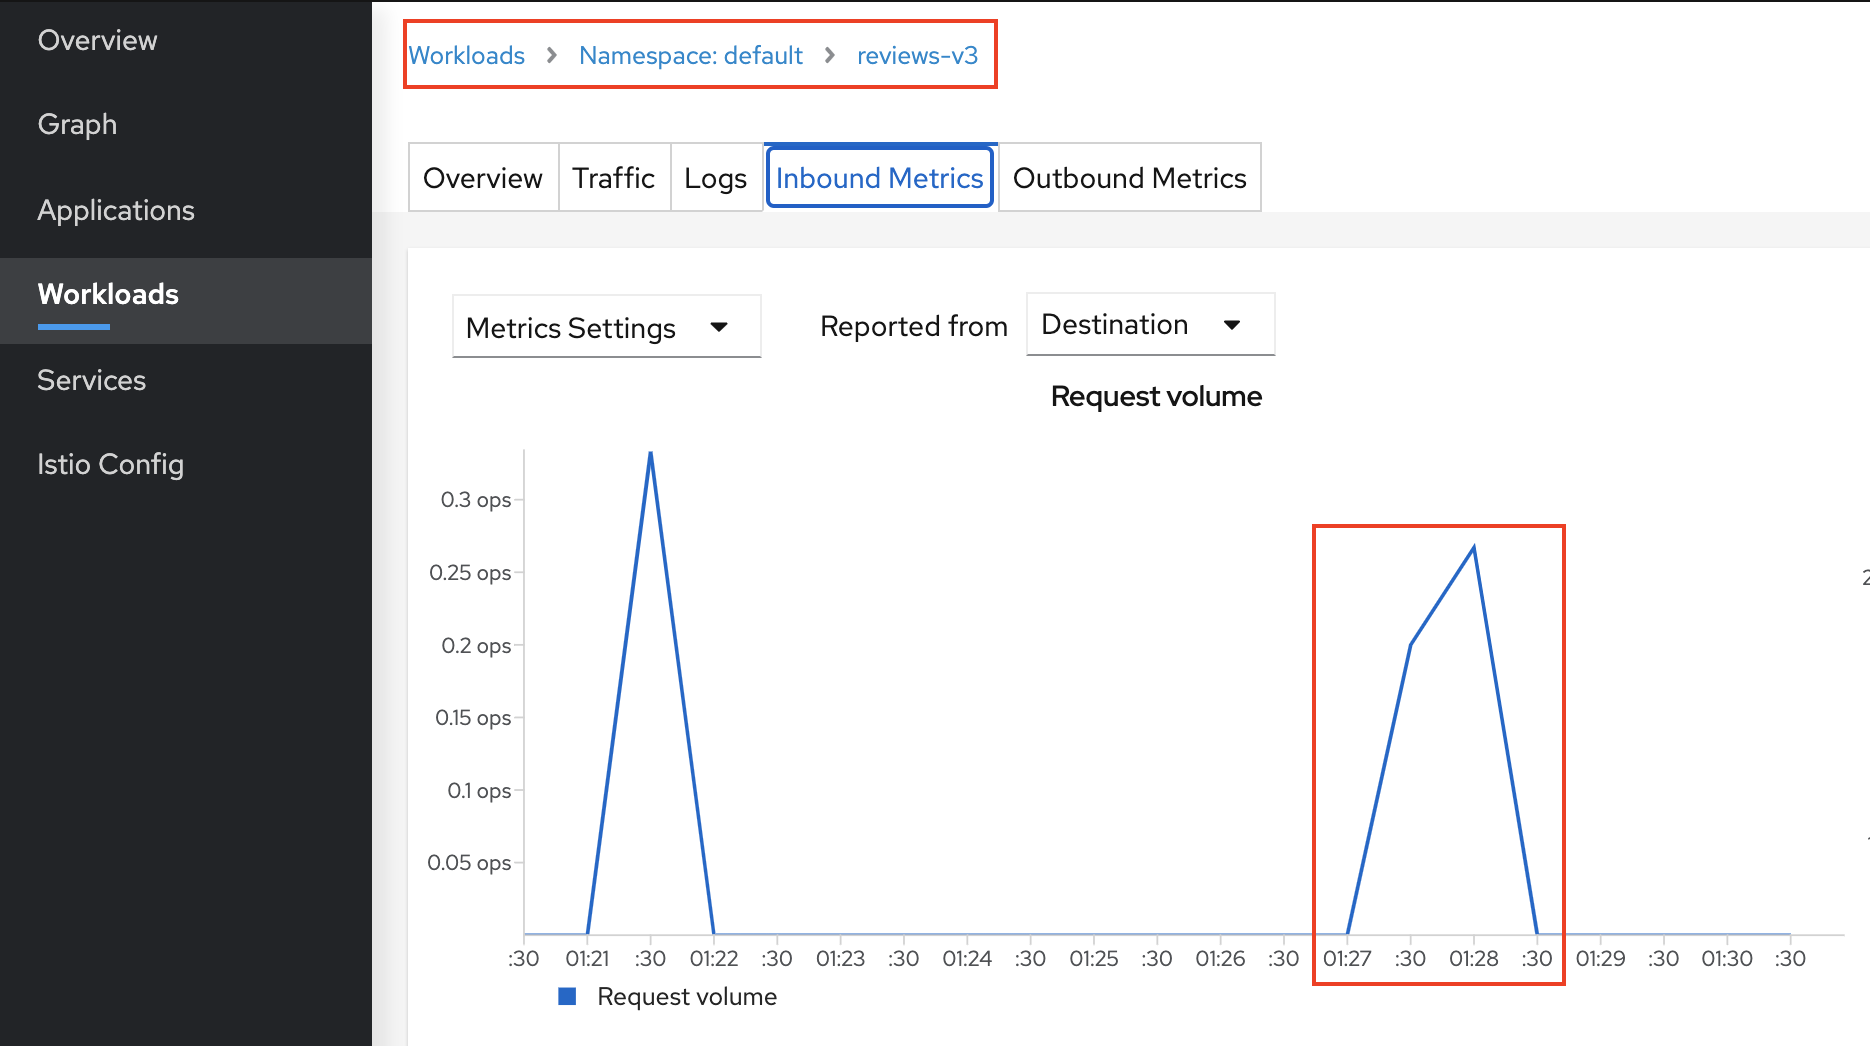 Overview
Graph
Applications
Workloads
Services
Istio Config
Workloads > Namespace: default > reviews-v3
Overview Traffic Logs Inbound Metrics Outbound Metrics
Metrics Settings Reported from Destination
Request volume
0.3 ops
0.25 ops
0.2 ops
0.15 ops
0.1 ops
0.05 ops
:30 01:21 :30 01:22 :30 01:23 :30 01:24 :30 01:25 :30 01:26 :30 01:27 :30 01:28 :30 01:29 :30 01:30 :30
Request volume